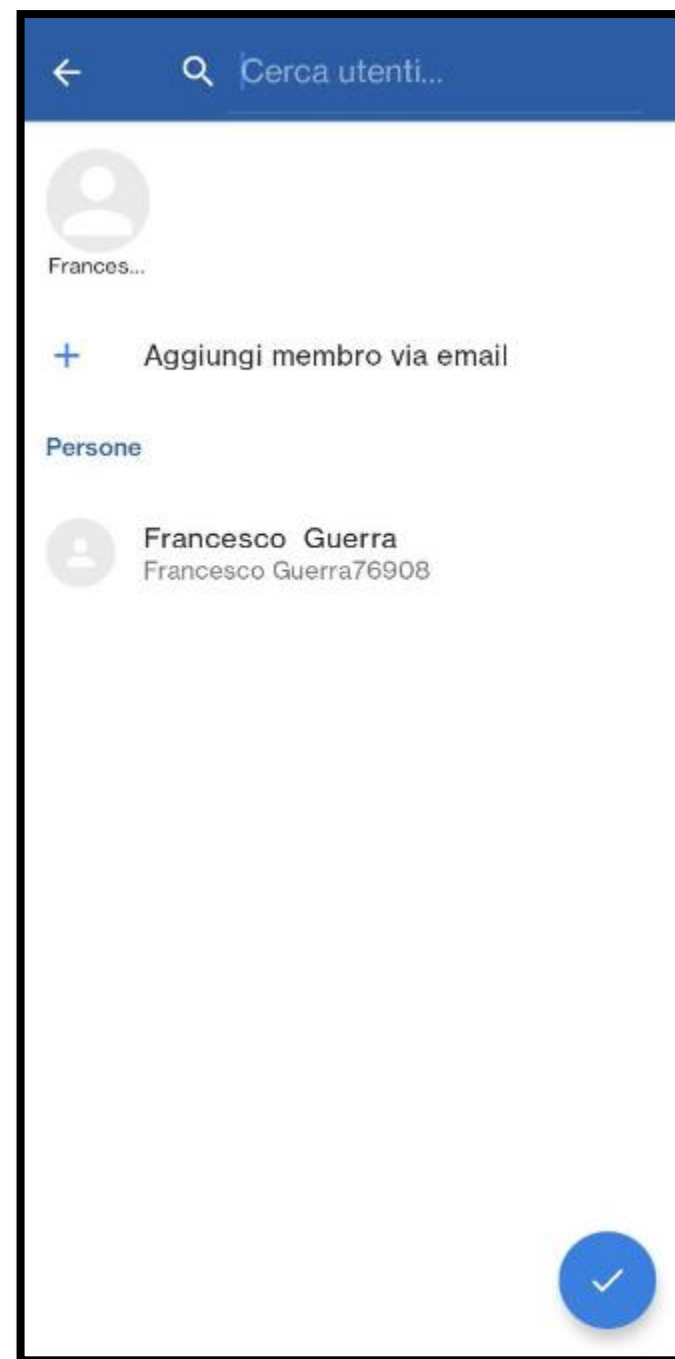 Cerca utenti...
Frances...
Aggiungi membro via email
Persone
Francesco Guerra
Francesco Guerra76908